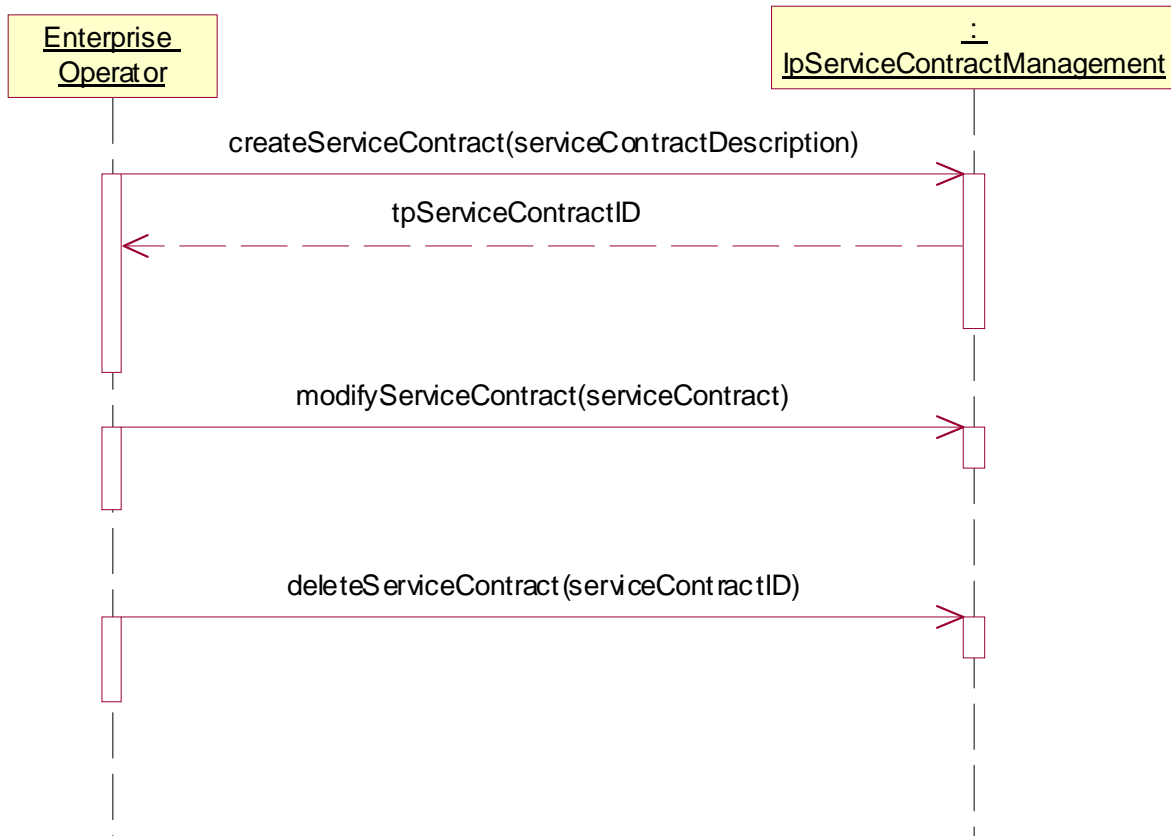 Enterprise
Operator
:
IpServiceContractManagement
createServiceContract(serviceContractDescription)
tpServiceContractID
modifyServiceContract(serviceContract)
deleteServiceContract(serviceContractID)